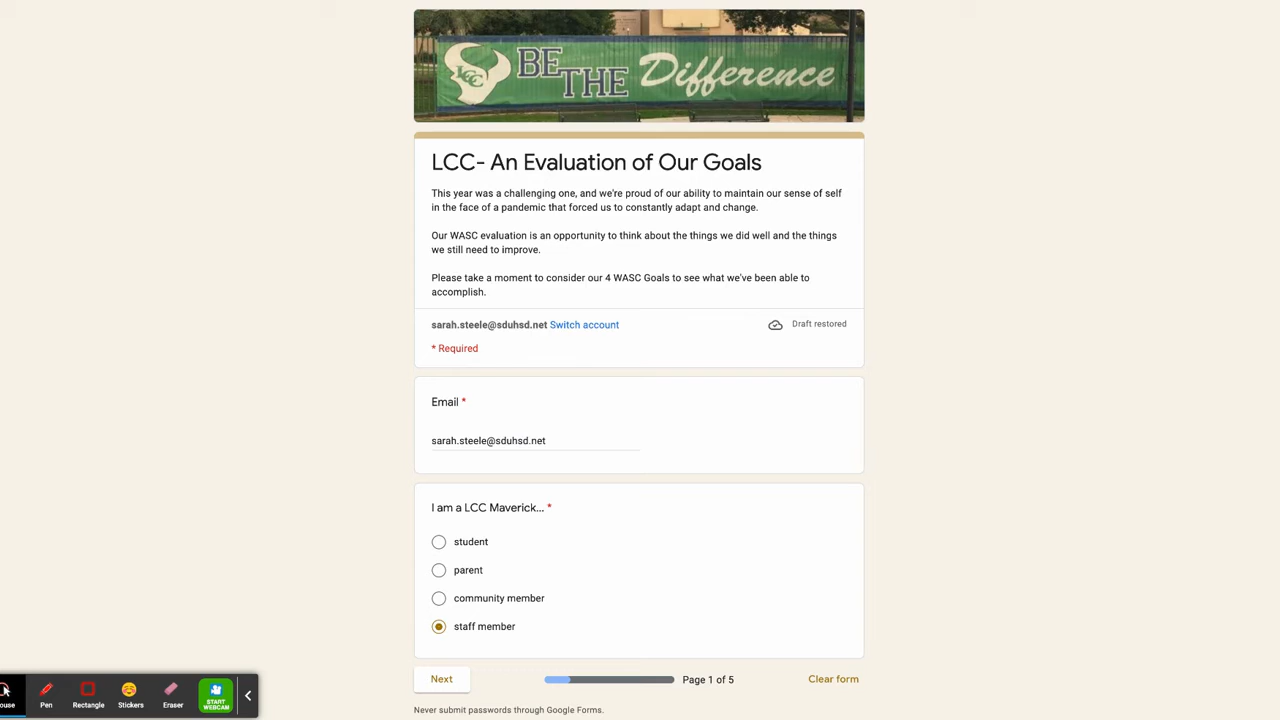 LCC
BE THE Difference
LCC- An Evaluation of Our Goals
This year was a challenging one, and we're proud of our ability to maintain our sense of self
in the face of a pandemic that forced us to constantly adapt and change.
Our WASC evaluation is an opportunity to think about the things we did well and the things
we still need to improve.
Please take a moment to consider our 4 WASC Goals to see what we've been able to
accomplish.
sarah.steele@sduhsd.net Switch account
Draft restored
* Required
Email *
sarah.steele@sduhsd.net
I am a LCC Maverick... *
student
parent
community member
staff member
Next
Page 1 of 5
Clear form
Never submit passwords through Google Forms.
ouse
Pen
Rectangle
Stickers
Eraser
START
WEBCAM